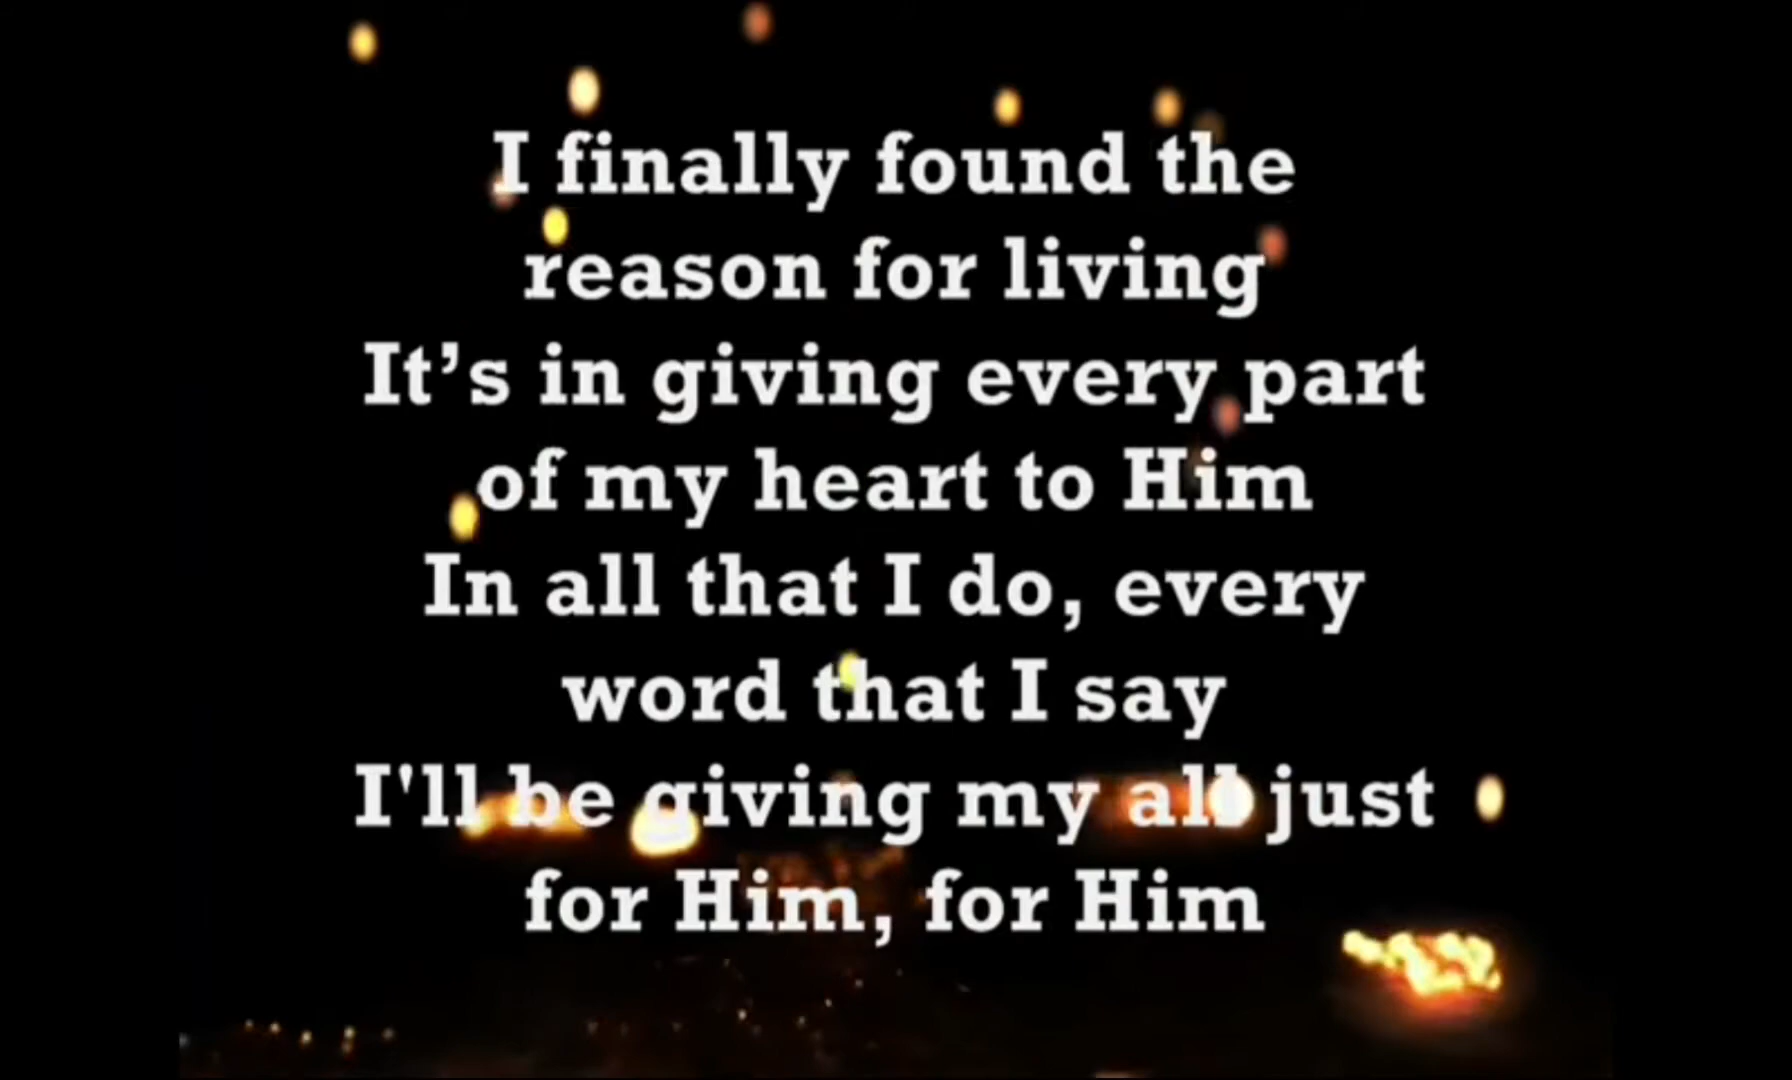 I finally found the
reason for living
It’s in giving every part
of my heart to Him
In all that I do, every
word that I say
I'll be giving my all just
for Him, for Him